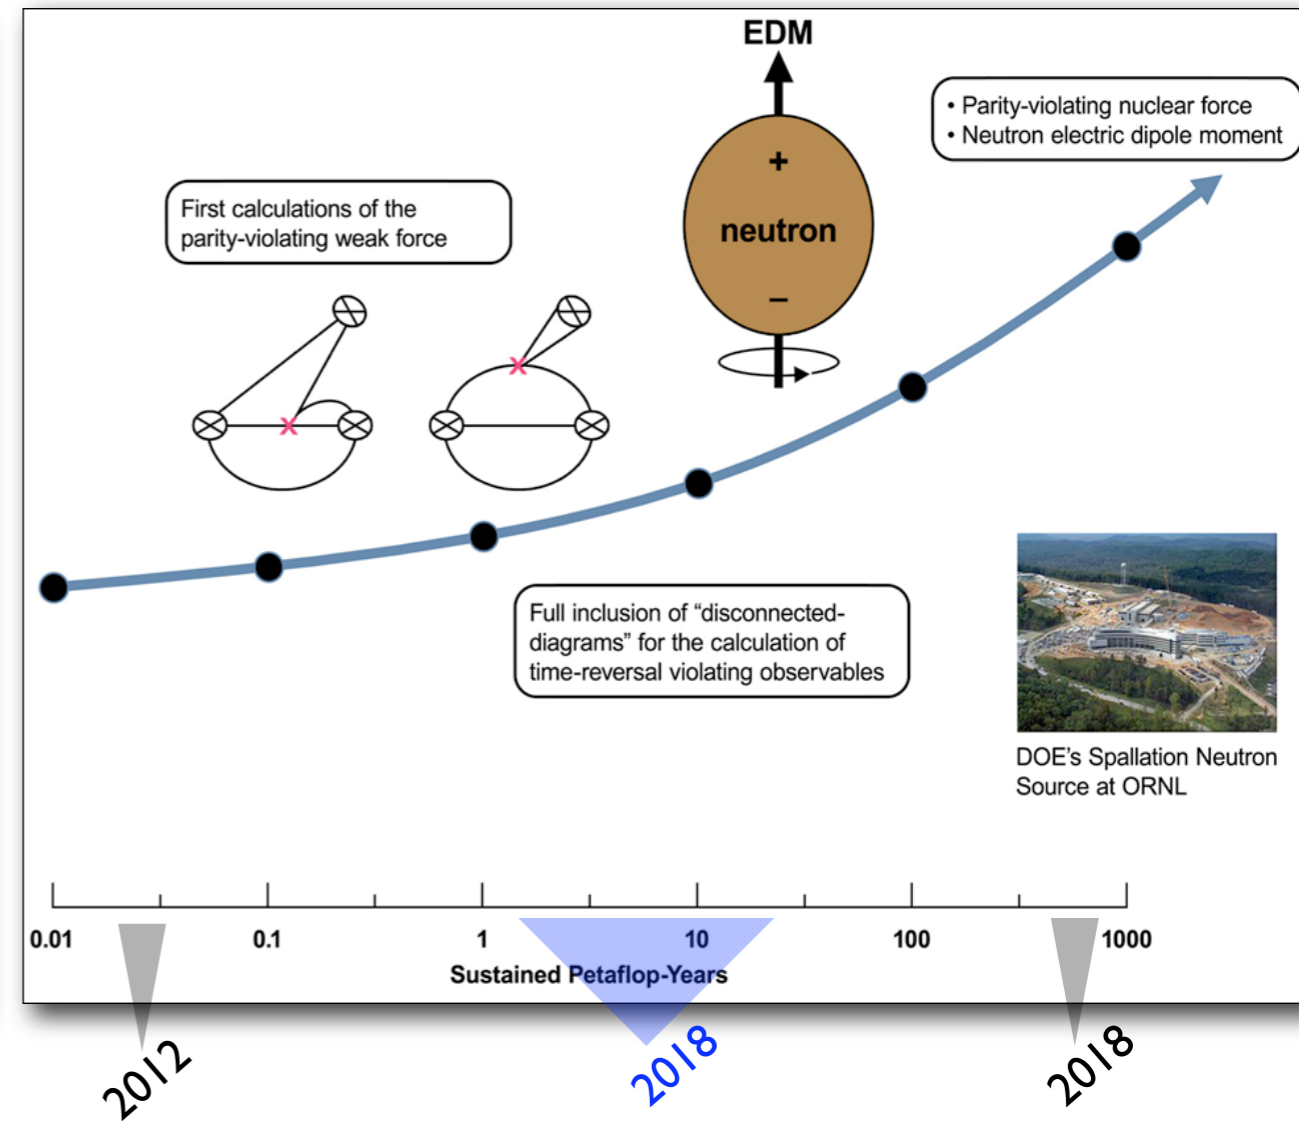 EDM
• Parity-violating nuclear force
• Neutron electric dipole moment
First calculations of the
parity-violating weak force
+
neutron
–
Full inclusion of “disconnected-
diagrams” for the calculation of
time-reversal violating observables
DOE’s Spallation Neutron
Source at ORNL
0.01 0.1 1 10 100 1000
Sustained Petaflop-Years
2012 2018 2018